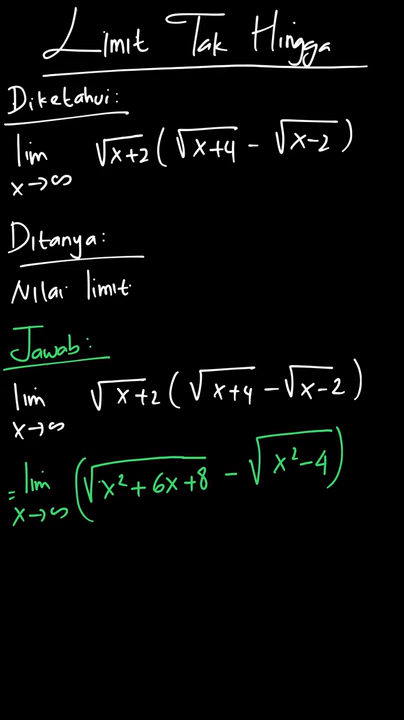 Limit Tak Hingga
Diketahui:
lim x→∞ √x+2 (√x+4 - √x-2)
Ditanya:
Nilai limit.
Jawab:
lim x→∞ √x+2 (√x+4 - √x-2)
= lim x→∞ (√x²+6x+8 - √x²-4)